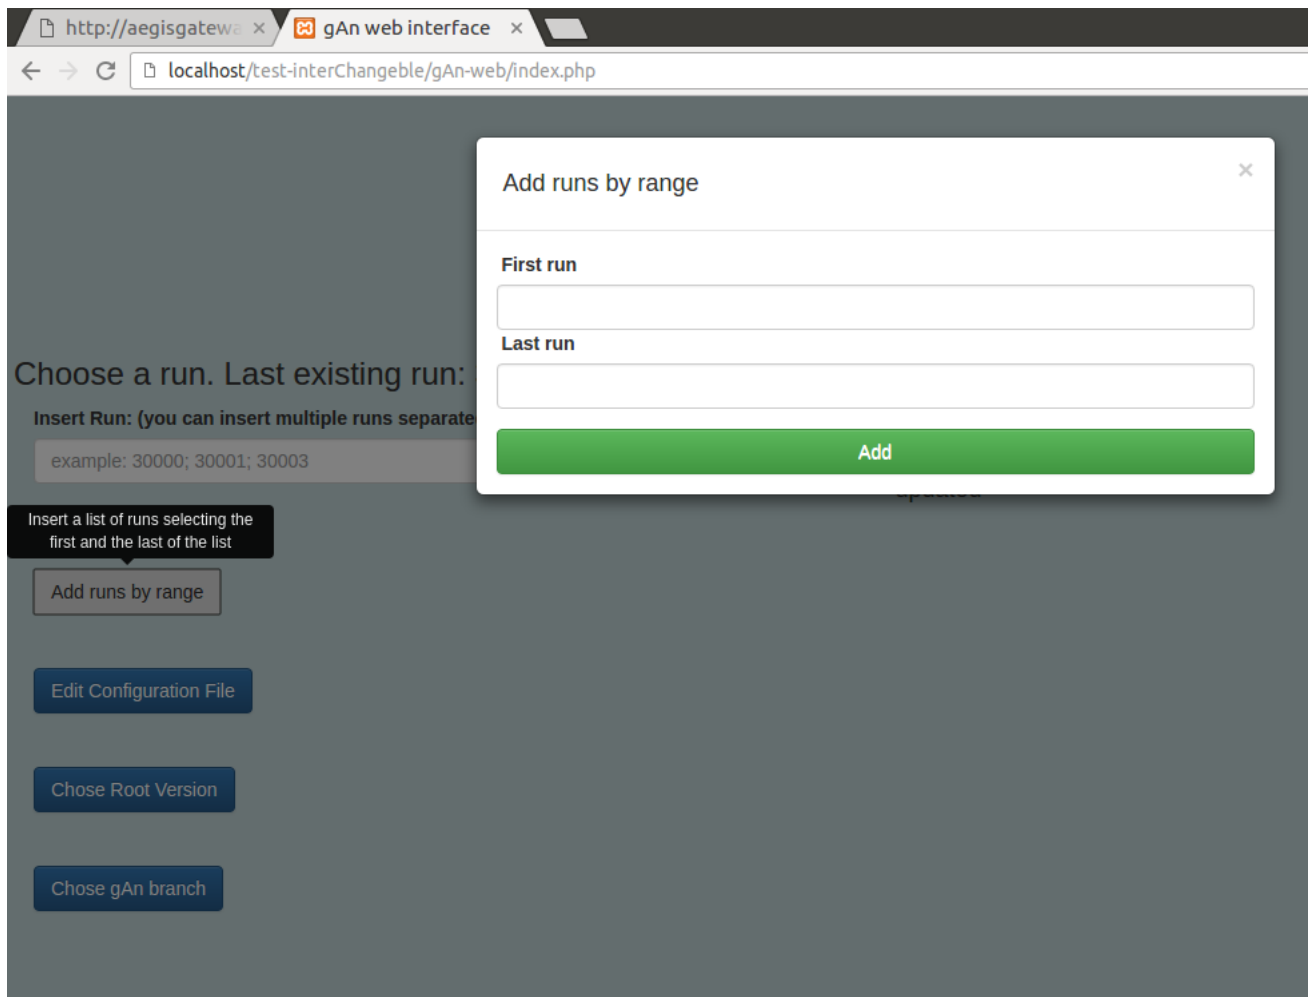 http://aegisgatewa
gAn web interface
localhost/test-interChangeble/gAn-web/index.php
Add runs by range
First run
Last run
Add
Choose a run. Last existing run:
Insert Run: (you can insert multiple runs separate
example: 30000; 30001; 30003
updated
Insert a list of runs selecting the
first and the last of the list
Add runs by range
Edit Configuration File
Chose Root Version
Chose gAn branch